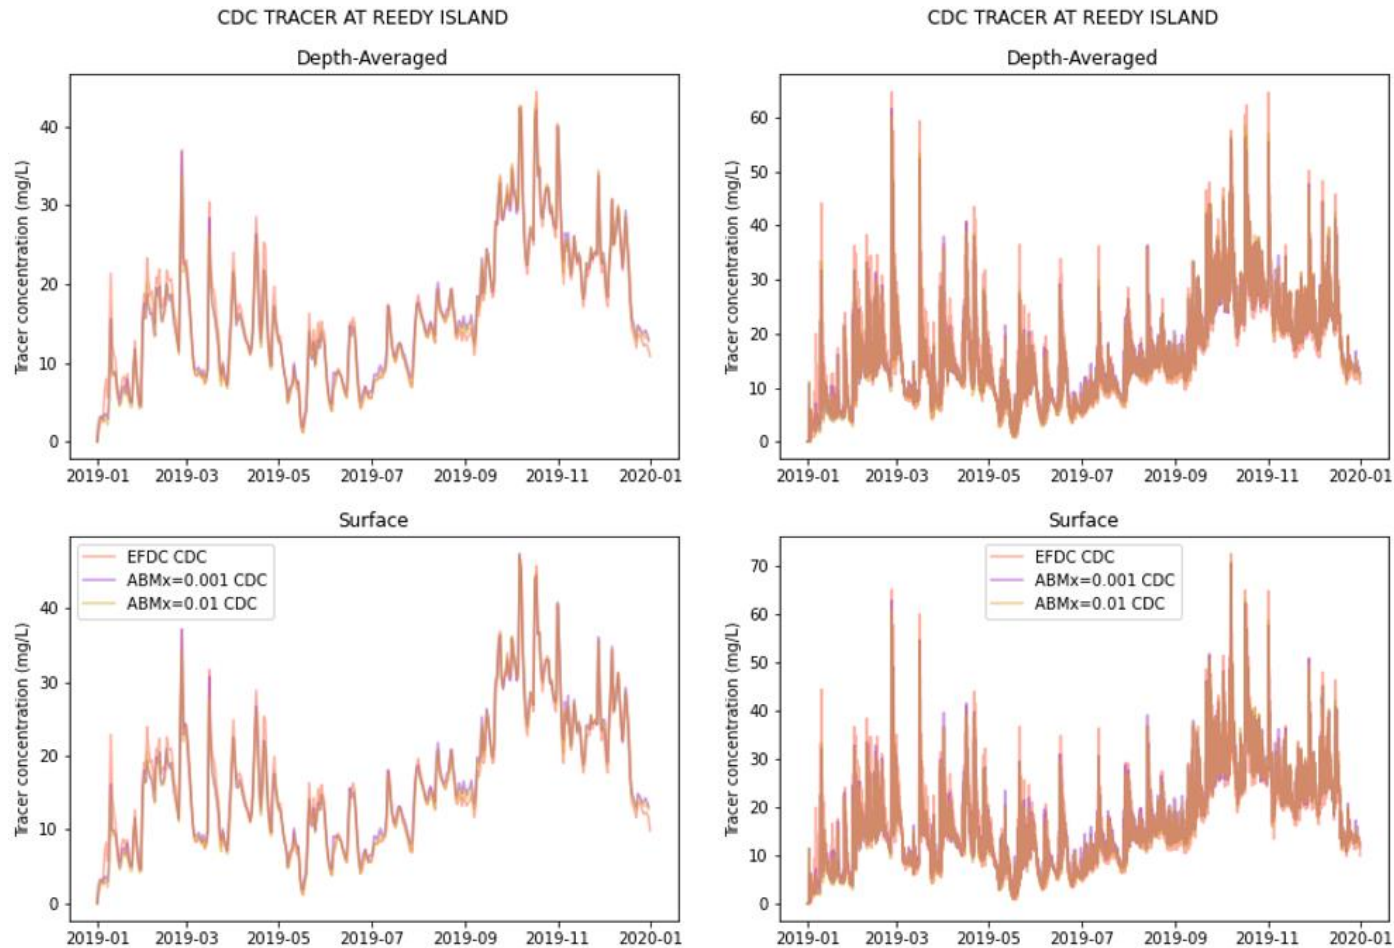 CDC TRACER AT REEDY ISLAND
Depth-Averaged
Tracer concentration (mg/L)
40
30
20
10
0
2019-01 2019-03 2019-05 2019-07 2019-09 2019-11 2020-01
Surface
EFDC CDC
ABMx=0.001 CDC
ABMx=0.01 CDC
Tracer concentration (mg/L)
40
30
20
10
0
2019-01 2019-03 2019-05 2019-07 2019-09 2019-11 2020-01
CDC TRACER AT REEDY ISLAND
Depth-Averaged
Tracer concentration (mg/L)
60
50
40
30
20
10
0
2019-01 2019-03 2019-05 2019-07 2019-09 2019-11 2020-01
Surface
EFDC CDC
ABMx=0.001 CDC
ABMx=0.01 CDC
Tracer concentration (mg/L)
70
60
50
40
30
20
10
0
2019-01 2019-03 2019-05 2019-07 2019-09 2019-11 2020-01